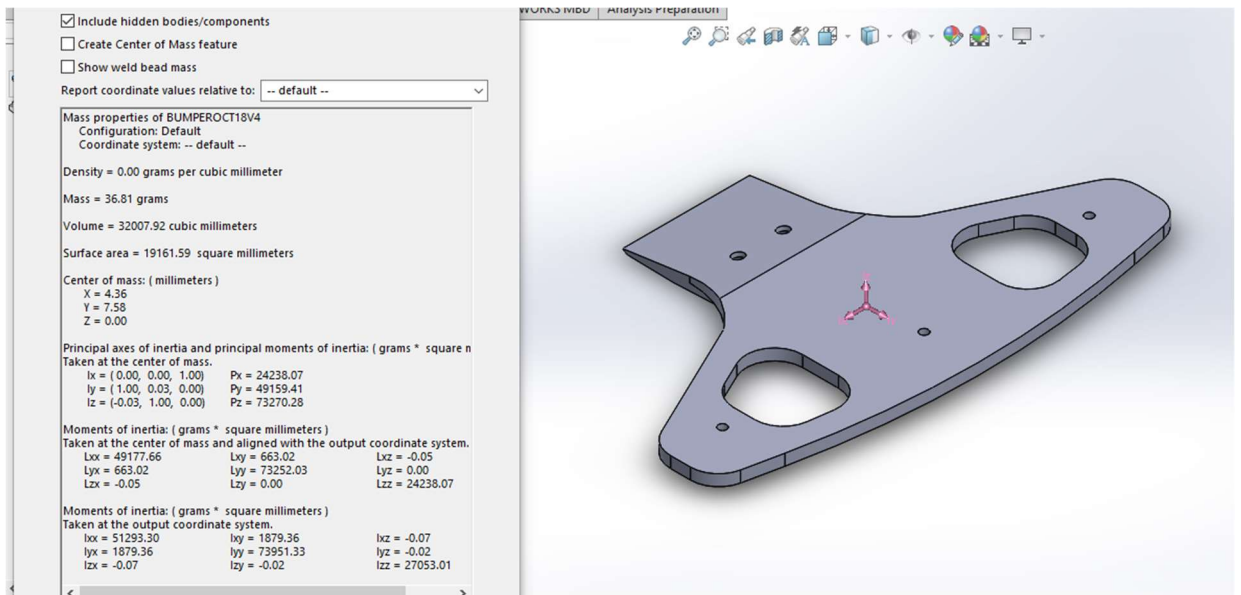 WORKS MBD Analysis Preparation
Include hidden bodies/components
Create Center of Mass feature
Show weld bead mass
Report coordinate values relative to: -- default --
Mass properties of BUMPEROCT18V4
Configuration: Default
Coordinate system: -- default --
Density = 0.00 grams per cubic millimeter
Mass = 36.81 grams
Volume = 32007.92 cubic millimeters
Surface area = 19161.59 square millimeters
Center of mass: ( millimeters )
X = 4.36
Y = 7.58
Z = 0.00
Principal axes of inertia and principal moments of inertia: ( grams * square m
Taken at the center of mass.
Ix = ( 0.00, 0.00, 1.00) Px = 24238.07
Iy = ( 1.00, 0.03, 0.00) Py = 49159.41
Iz = (-0.03, 1.00, 0.00) Pz = 73270.28
Moments of inertia: ( grams * square millimeters )
Taken at the center of mass and aligned with the output coordinate system.
Lxx = 49177.66 Lxy = 663.02 Lxz = -0.05
Lyx = 663.02 Lyy = 73252.03 Lyz = 0.00
Lzx = -0.05 Lzy = 0.00 Lzz = 24238.07
Moments of inertia: ( grams * square millimeters )
Taken at the output coordinate system.
Ixx = 51293.30 Ixy = 1879.36 Ixz = -0.07
Iyx = 1879.36 Iyy = 73951.33 Iyz = -0.02
Izx = -0.07 Izy = -0.02 Izz = 27053.01